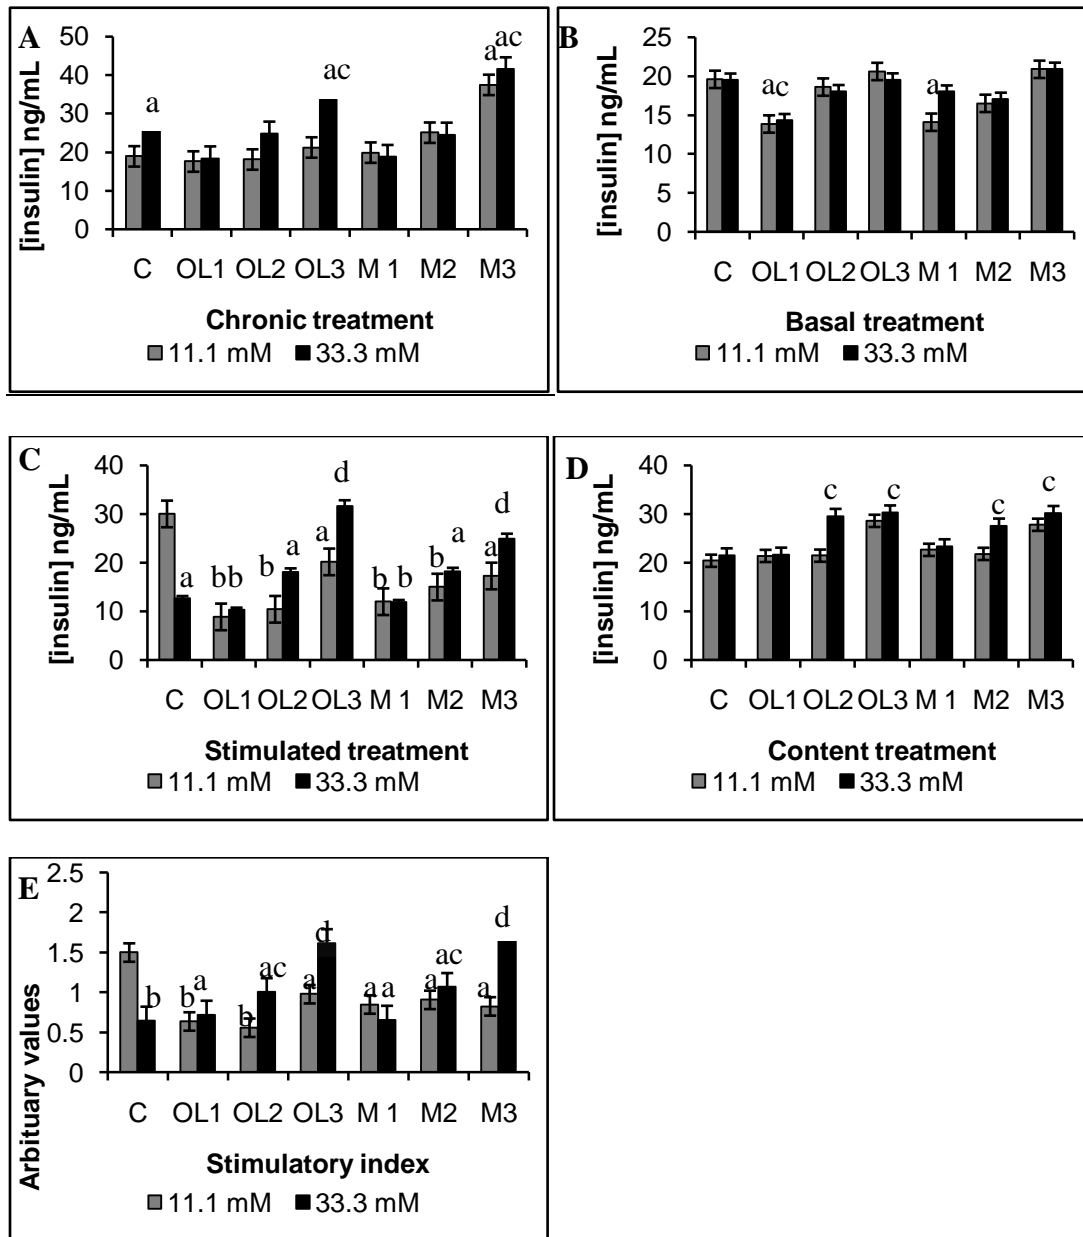 A
[insulin] ng/mL
50
40
30
20
10
0
a
ac
a
ac
C OL1 OL2 OL3 M 1 M2 M3
Chronic treatment
11.1 mM 33.3 mM
B
[insulin] ng/mL
25
20
15
10
5
0
ac
a
C OL1 OL2 OL3 M 1 M2 M3
Basal treatment
11.1 mM 33.3 mM
C
[insulin] ng/mL
40
30
20
10
0
a
bb
b
a
a
d
b
b
b
a
a
d
C OL1 OL2 OL3 M 1 M2 M3
Stimulated treatment
11.1 mM 33.3 mM
D
[insulin] ng/mL
40
30
20
10
0
c
c
c
c
C OL1 OL2 OL3 M 1 M2 M3
Content treatment
11.1 mM 33.3 mM
E
Arbituary values
2.5
2
1.5
1
0.5
0
b
b
a
b
ac
a
d
a
a
a
ac
a
d
C OL1 OL2 OL3 M 1 M2 M3
Stimulatory index
11.1 mM 33.3 mM